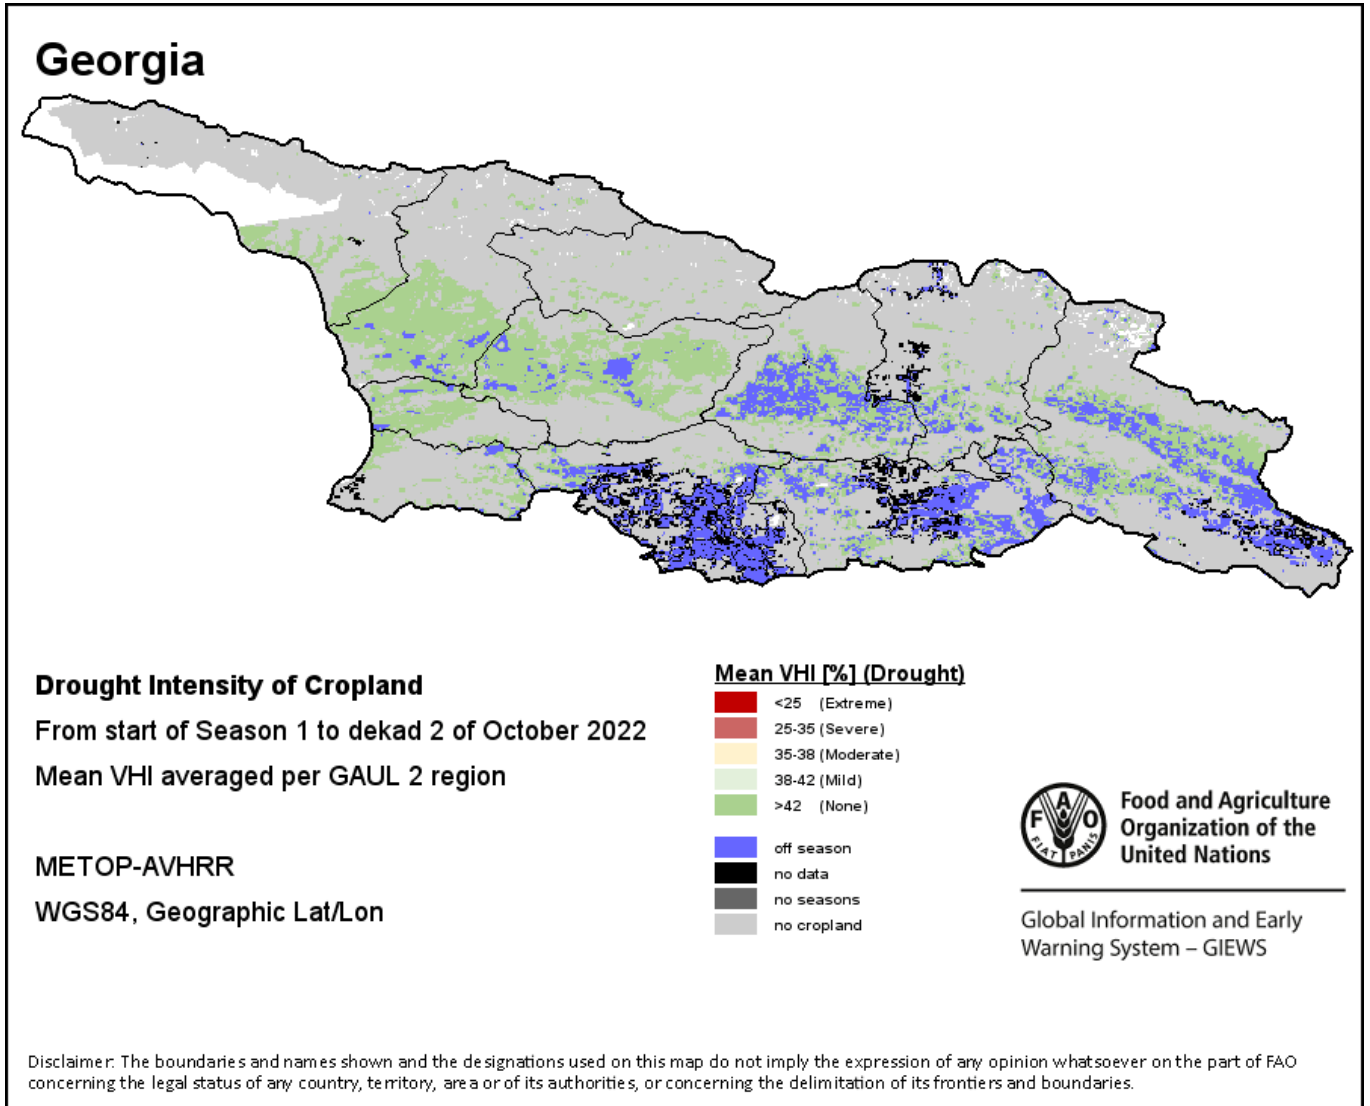 Georgia
Drought Intensity of Cropland
From start of Season 1 to dekad 2 of October 2022
Mean VHI averaged per GAUL 2 region
METOP-AVHRR
WGS84, Geographic Lat/Lon
Mean VHI [%] (Drought)
<25 (Extreme)
25-35 (Severe)
35-38 (Moderate)
38-42 (Mild)
>42 (None)
off season
no data
no seasons
no cropland
F A O
FIAT PANIS
Food and Agriculture
Organization of the
United Nations
Global Information and Early
Warning System – GIEWS
Disclaimer: The boundaries and names shown and the designations used on this map do not imply the expression of any opinion whatsoever on the part of FAO
concerning the legal status of any country, territory, area or of its authorities, or concerning the delimitation of its frontiers and boundaries.